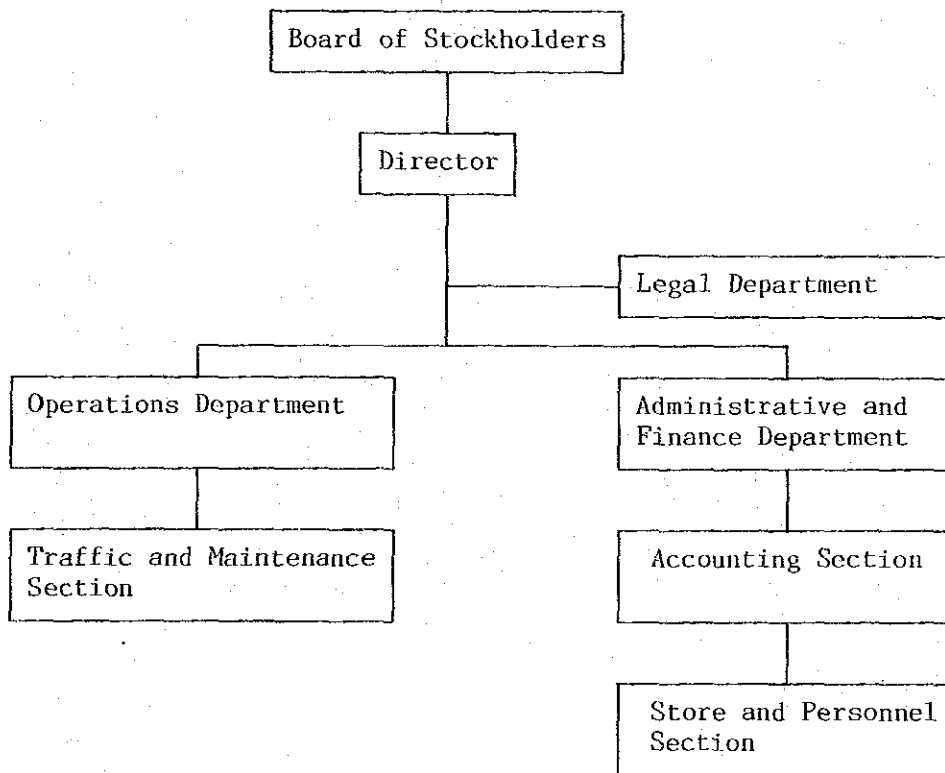 Board of Stockholders
Director
Legal Department
Operations Department
Administrative and
Finance Department
Traffic and Maintenance
Section
Accounting Section
Store and Personnel
Section